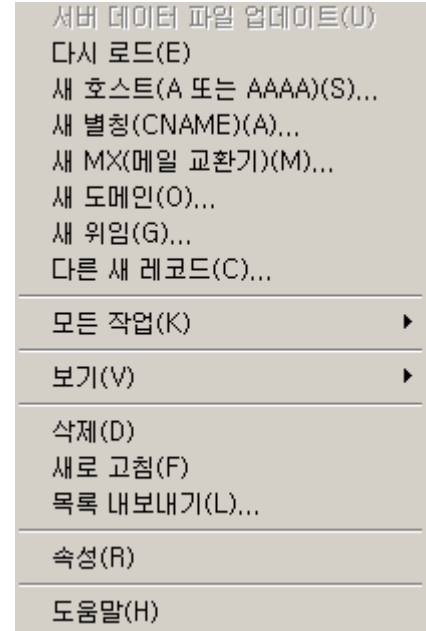 서버 데이터 파일 업데이트(U)
다시 로드(E)
새 호스트(A 또는 AAAA)(S)...
새 별칭(CNAME)(A)...
새 MX(메일 교환기)(M)...
새 도메인(O)...
새 위임(G)...
다른 새 레코드(C)...
모든 작업(K)
보기(V)
삭제(D)
새로 고침(F)
목록 내보내기(L)...
속성(R)
도움말(H)